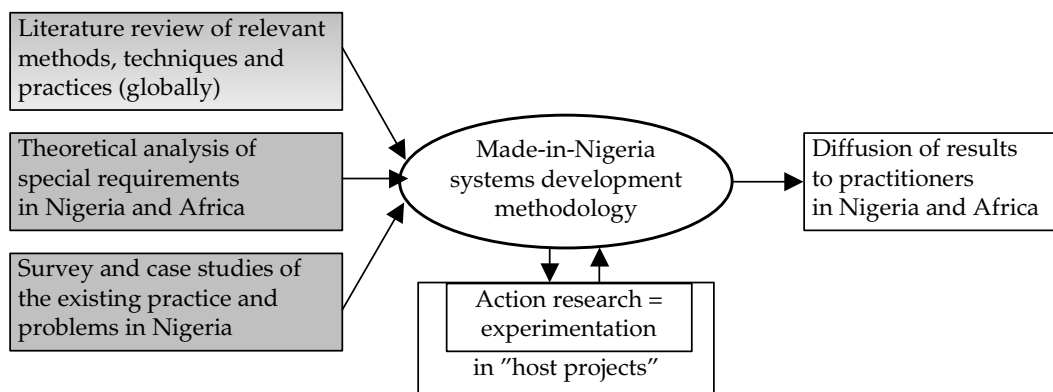 Literature review of relevant
methods, techniques and
practices (globally)
Theoretical analysis of
special requirements
in Nigeria and Africa
Survey and case studies of
the existing practice and
problems in Nigeria
Made-in-Nigeria
systems development
methodology
Action research =
experimentation
in ”host projects”
Diffusion of results
to practitioners
in Nigeria and Africa